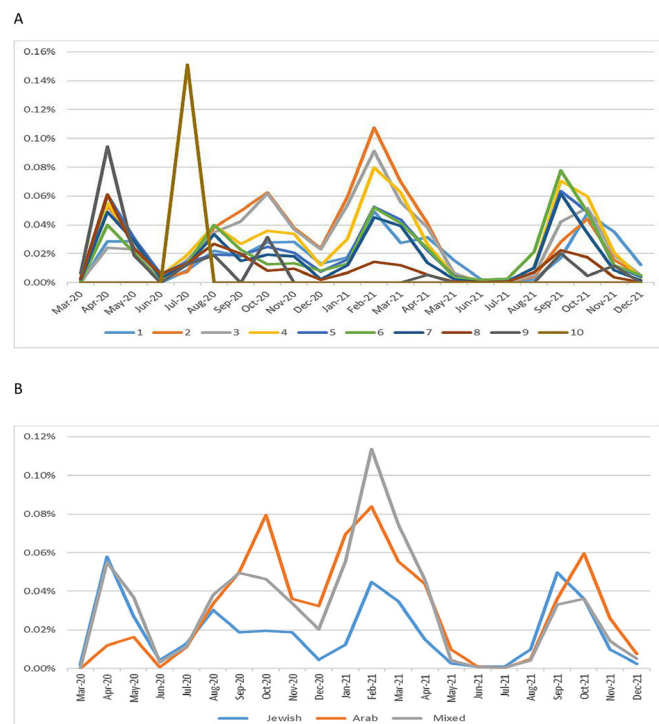 A
0.16%
0.14%
0.12%
0.10%
0.08%
0.06%
0.04%
0.02%
0.00%
Mar-20 Apr-20 May-20 Jun-20 Jul-20 Aug-20 Sep-20 Oct-20 Nov-20 Dec-20 Jan-21 Feb-21 Mar-21 Apr-21 May-21 Jun-21 Jul-21 Aug-21 Sep-21 Oct-21 Nov-21 Dec-21
1 2 3 4 5 6 7 8 9 10
B
0.12%
0.10%
0.08%
0.06%
0.04%
0.02%
0.00%
Mar-20 Apr-20 May-20 Jun-20 Jul-20 Aug-20 Sep-20 Oct-20 Nov-20 Dec-20 Jan-21 Feb-21 Mar-21 Apr-21 May-21 Jun-21 Jul-21 Aug-21 Sep-21 Oct-21 Nov-21 Dec-21
Jewish Arab Mixed